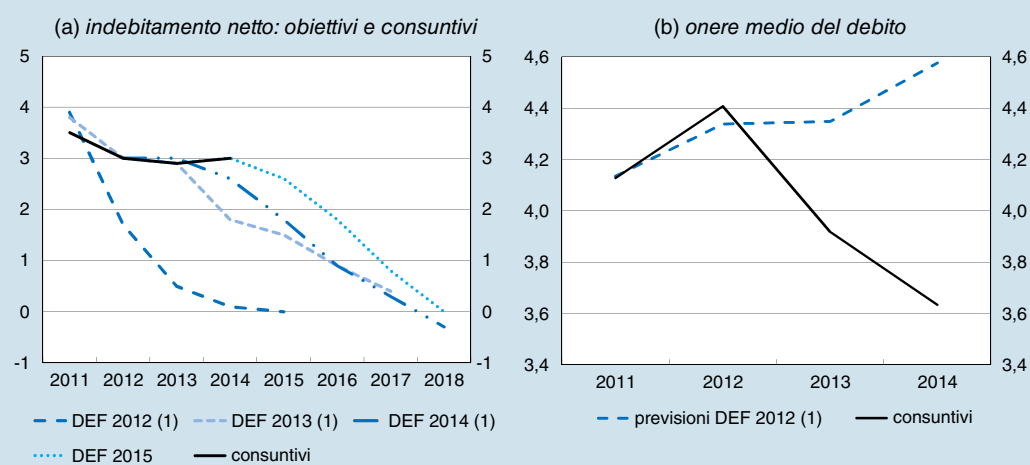 (a) indebitamento netto: obiettivi e consuntivi
5 5
4 4
3 3
2 2
1 1
0 0
-1 -1
2011 2012 2013 2014 2015 2016 2017 2018
DEF 2012 (1) DEF 2013 (1) DEF 2014 (1)
DEF 2015 consuntivi
(b) onere medio del debito
4,6 4,6
4,4 4,4
4,2 4,2
4,0 4,0
3,8 3,8
3,6 3,6
3,4 3,4
2011 2012 2013 2014
previsioni DEF 2012 (1) consuntivi